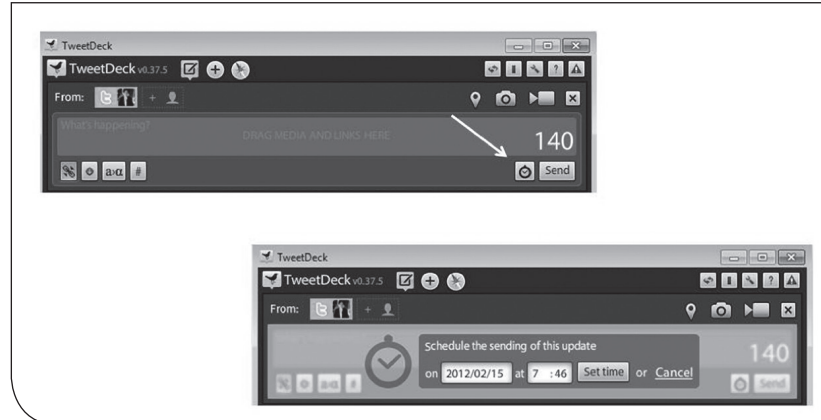 TweetDeck
TweetDeck v0.37.5
From:
What's happening?
DRAG MEDIA AND LINKS HERE
140
a›α #
Send
TweetDeck
TweetDeck v0.37.5
From:
Schedule the sending of this update
140
on 2012/02/15 at 7 :46 Set time or Cancel
a›α #
Send